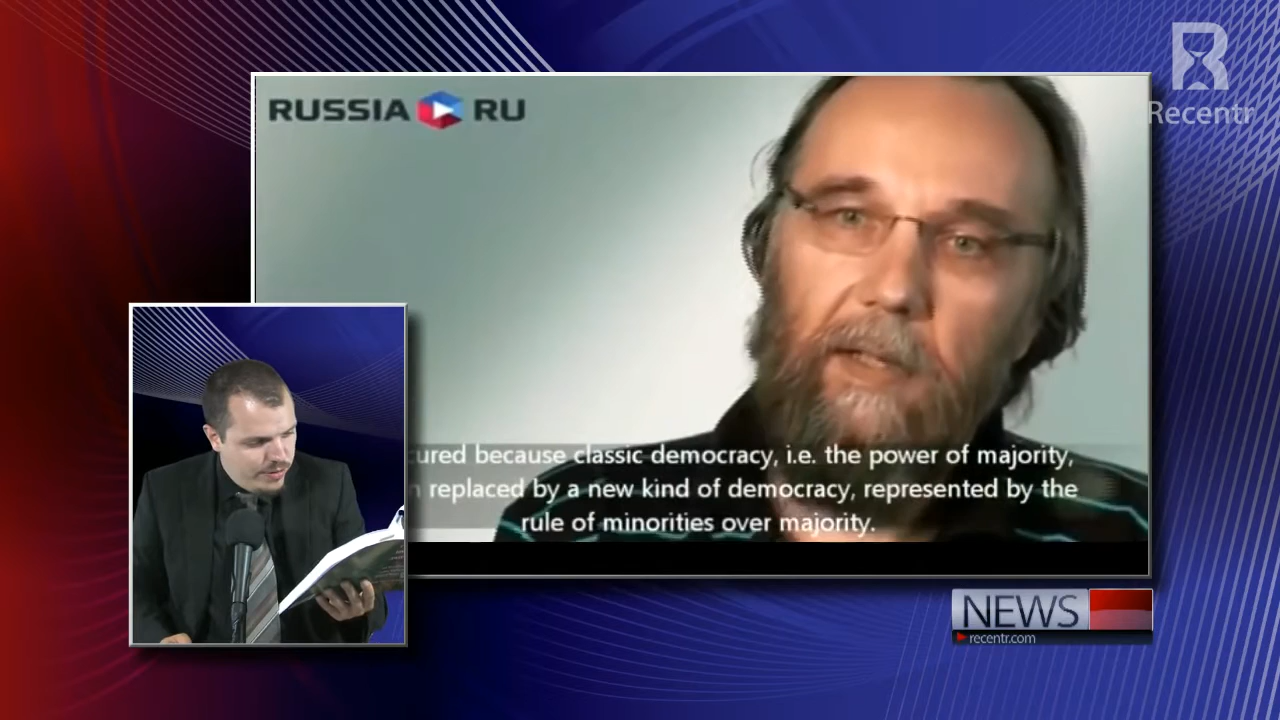 RUSSIA RU
Recentr
cured because classic democracy, i.e. the power of majority,
n replaced by a new kind of democracy, represented by the
rule of minorities over majority.
NEWS
recentr.com